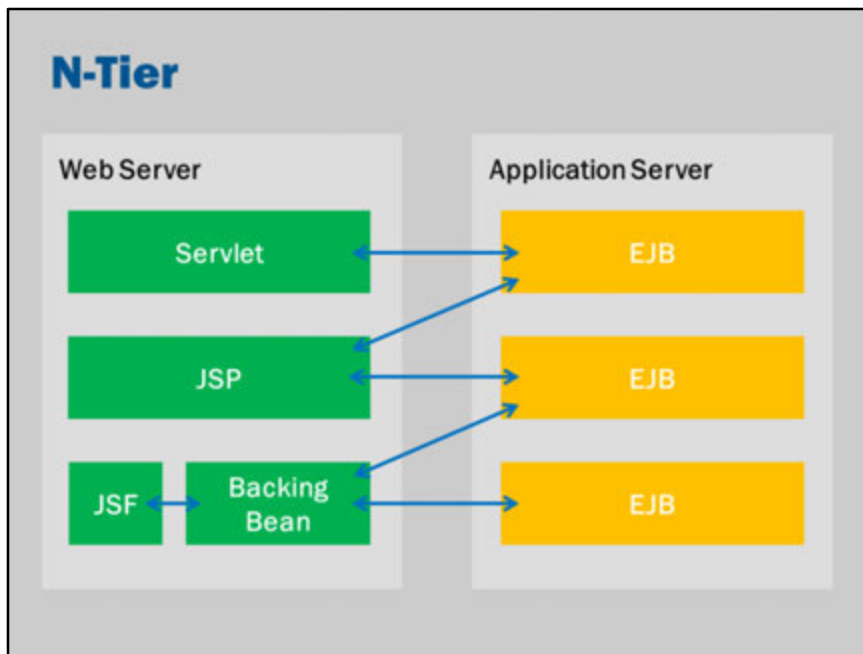 N-Tier
Web Server
Servlet
JSP
JSF
Backing
Bean
Application Server
EJB
EJB
EJB